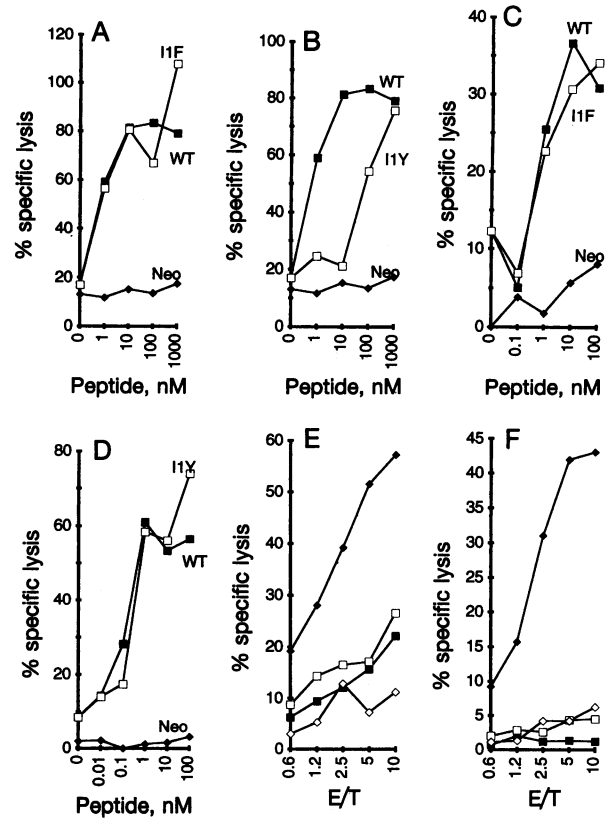 A
% specific lysis
120
100
80
60
40
20
0
I1F
WT
Neo
0
1
10
100
1000
Peptide, nM
B
% specific lysis
100
80
60
40
20
0
WT
I1Y
Neo
0
1
10
100
1000
Peptide, nM
C
% specific lysis
40
30
20
10
0
WT
I1F
Neo
0
0.1
1
10
100
Peptide, nM
D
% specific lysis
80
60
40
20
0
I1Y
WT
Neo
0
0.01
0.1
1
10
100
Peptide, nM
E
% specific lysis
60
50
40
30
20
10
0
0.6
1.2
2.5
5
10
E/T
F
% specific lysis
45
40
35
30
25
20
15
10
5
0
0.6
1.2
2.5
5
10
E/T